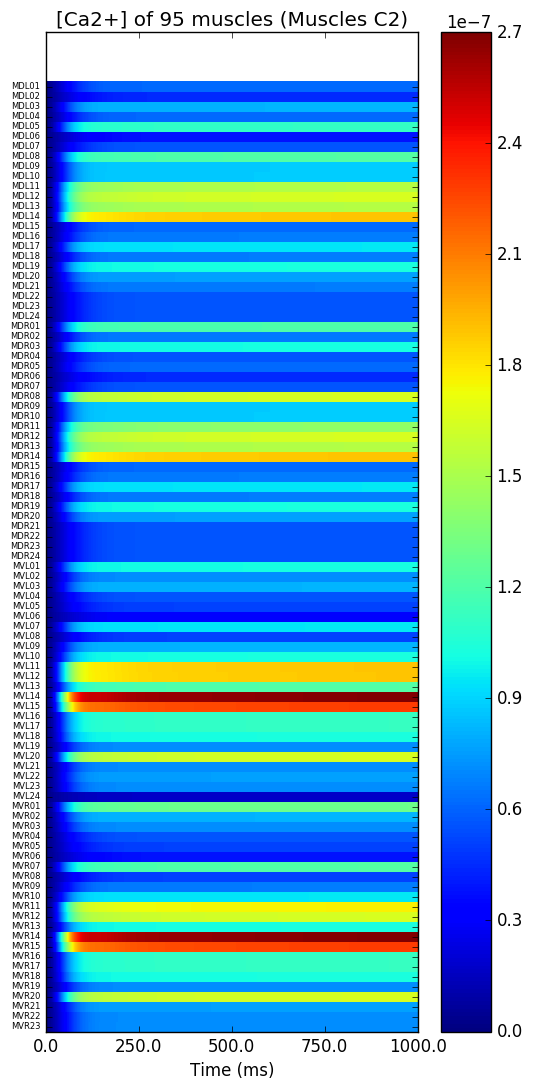 [Ca2+] of 95 muscles (Muscles C2)
1e−7
MDL01
MDL02
MDL03
MDL04
MDL05
MDL06
MDL07
MDL08
MDL09
MDL10
MDL11
MDL12
MDL13
MDL14
MDL15
MDL16
MDL17
MDL18
MDL19
MDL20
MDL21
MDL22
MDL23
MDL24
MDR01
MDR02
MDR03
MDR04
MDR05
MDR06
MDR07
MDR08
MDR09
MDR10
MDR11
MDR12
MDR13
MDR14
MDR15
MDR16
MDR17
MDR18
MDR19
MDR20
MDR21
MDR22
MDR23
MDR24
MVL01
MVL02
MVL03
MVL04
MVL05
MVL06
MVL07
MVL08
MVL09
MVL10
MVL11
MVL12
MVL13
MVL14
MVL15
MVL16
MVL17
MVL18
MVL19
MVL20
MVL21
MVL22
MVL23
MVL24
MVR01
MVR02
MVR03
MVR04
MVR05
MVR06
MVR07
MVR08
MVR09
MVR10
MVR11
MVR12
MVR13
MVR14
MVR15
MVR16
MVR17
MVR18
MVR19
MVR20
MVR21
MVR22
MVR23
0.0 250.0 500.0 750.0 1000.0
Time (ms)
2.7
2.4
2.1
1.8
1.5
1.2
0.9
0.6
0.3
0.0